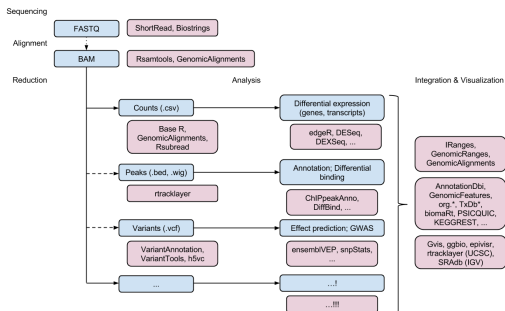 Sequencing
FASTQ
ShortRead, Biostrings
Alignment
BAM
Rsamtools, GenomicAlignments
Reduction
Analysis
Integration & Visualization
Counts (.csv)
Differential expression
(genes, transcripts)
Base R,
GenomicAlignments,
Rsubread
edgeR, DESeq,
DEXSeq, ...
Peaks (.bed, .wig)
Annotation; Differential
binding
rtracklayer
ChIPpeakAnno,
DiffBind, ...
Variants (.vcf)
Effect prediction; GWAS
VariantAnnotation,
VariantTools, h5vc
ensemblVEP, snpStats,
...
...
...!
...!!!
IRanges,
GenomicRanges,
GenomicAlignments
AnnotationDbi,
GenomicFeatures,
org.*, TxDb*,
biomaRt, PSICQUIC,
KEGGREST, ...
Gvis, ggbio, epivisr,
rtracklayer (UCSC),
SRAdb (IGV)